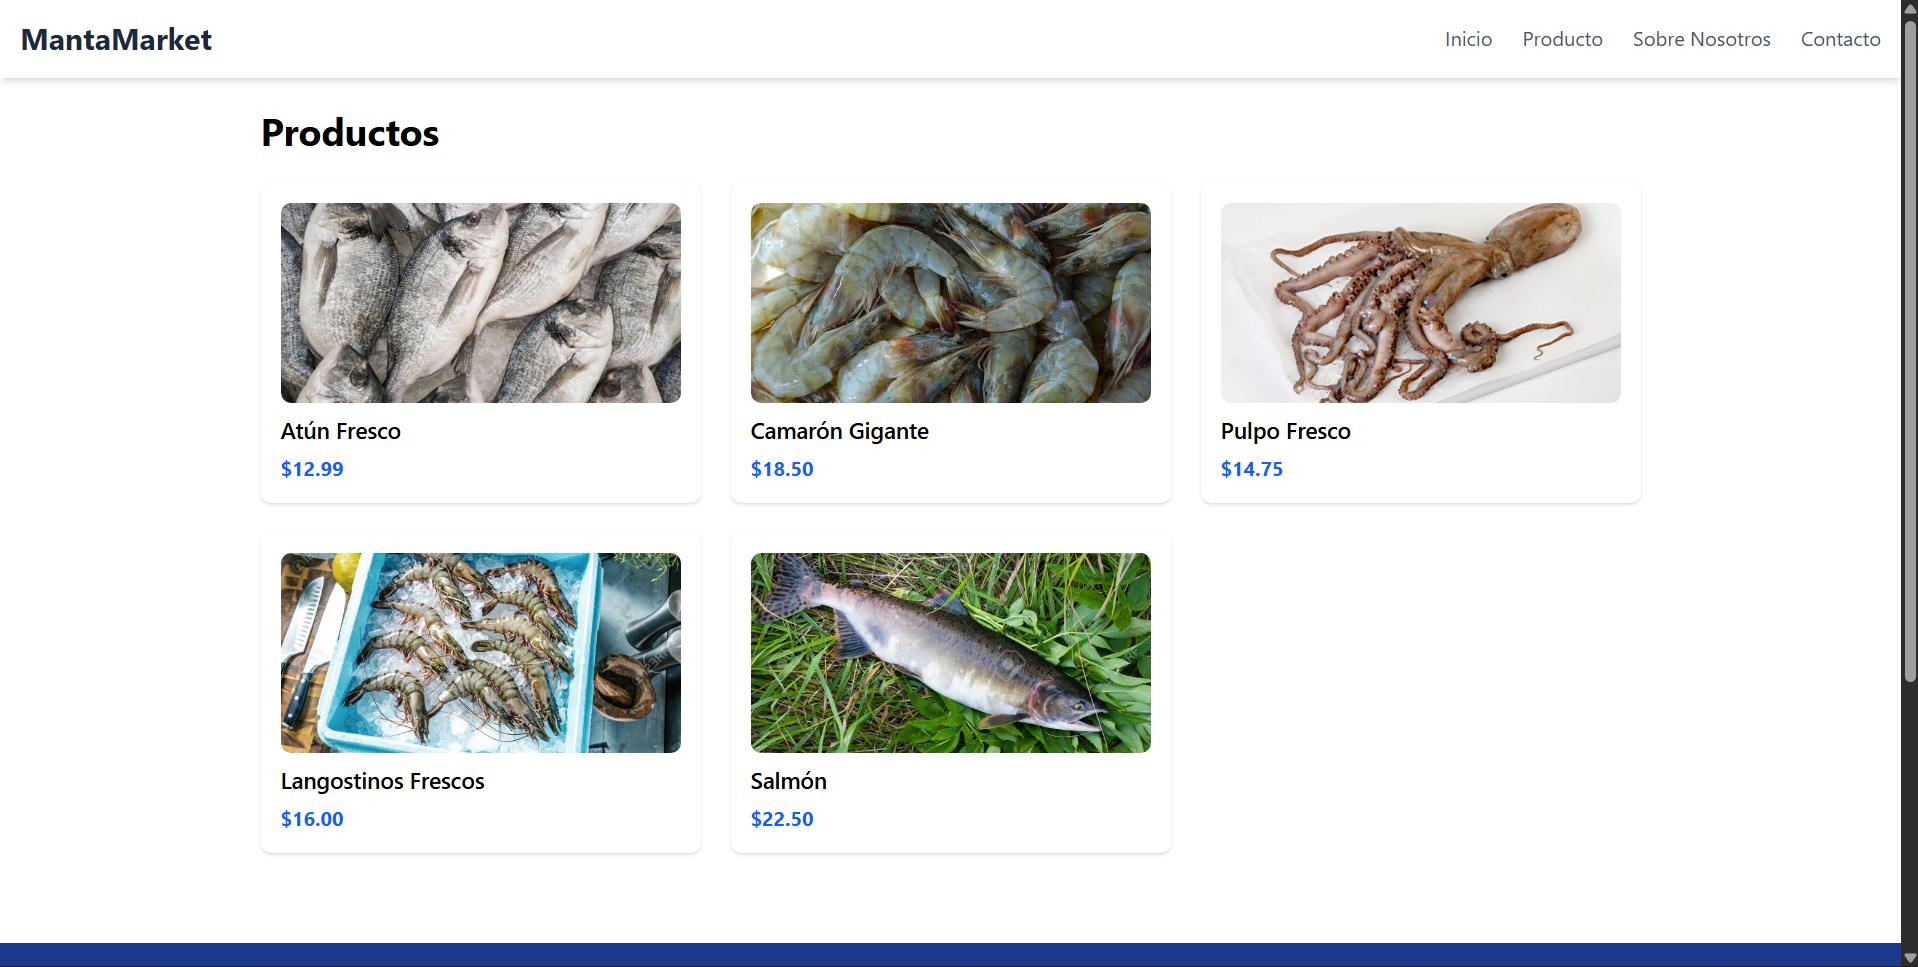 MantaMarket
Inicio
Producto
Sobre Nosotros
Contacto
Productos
Atún Fresco
$12.99
Camarón Gigante
$18.50
Pulpo Fresco
$14.75
Langostinos Frescos
$16.00
Salmón
$22.50